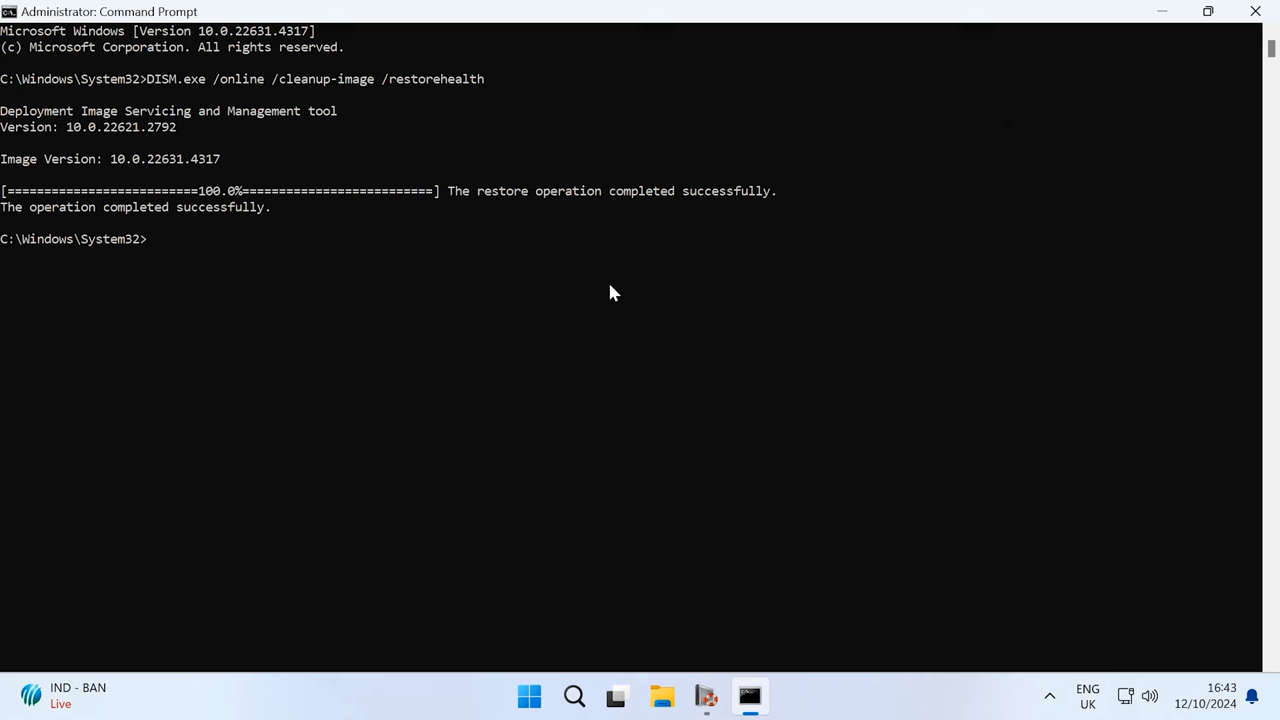 Administrator: Command Prompt
Microsoft Windows [Version 10.0.22631.4317]
(c) Microsoft Corporation. All rights reserved.
C:\Windows\System32>DISM.exe /online /cleanup-image /restorehealth
Deployment Image Servicing and Management tool
Version: 10.0.22621.2792
Image Version: 10.0.22631.4317
[==========================100.0%==========================] The restore operation completed successfully.
The operation completed successfully.
C:\Windows\System32>
IND - BAN
Live
ENG
UK
16:43
12/10/2024